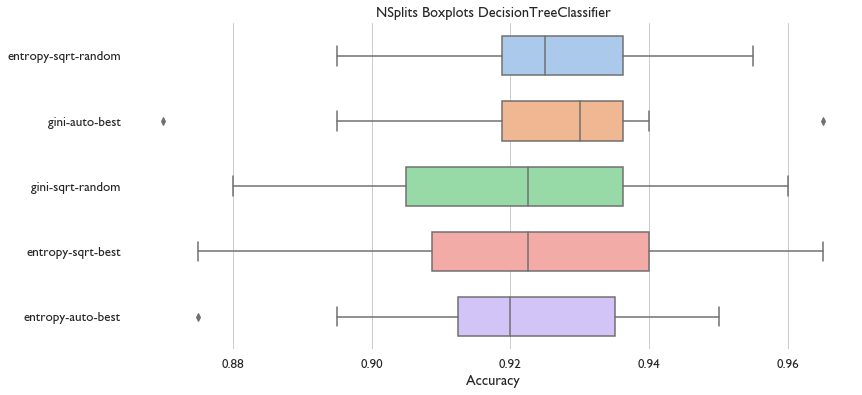 NSplits Boxplots DecisionTreeClassifier
entropy-sqrt-random
gini-auto-best
gini-sqrt-random
entropy-sqrt-best
entropy-auto-best
0.88 0.90 0.92 0.94 0.96
Accuracy